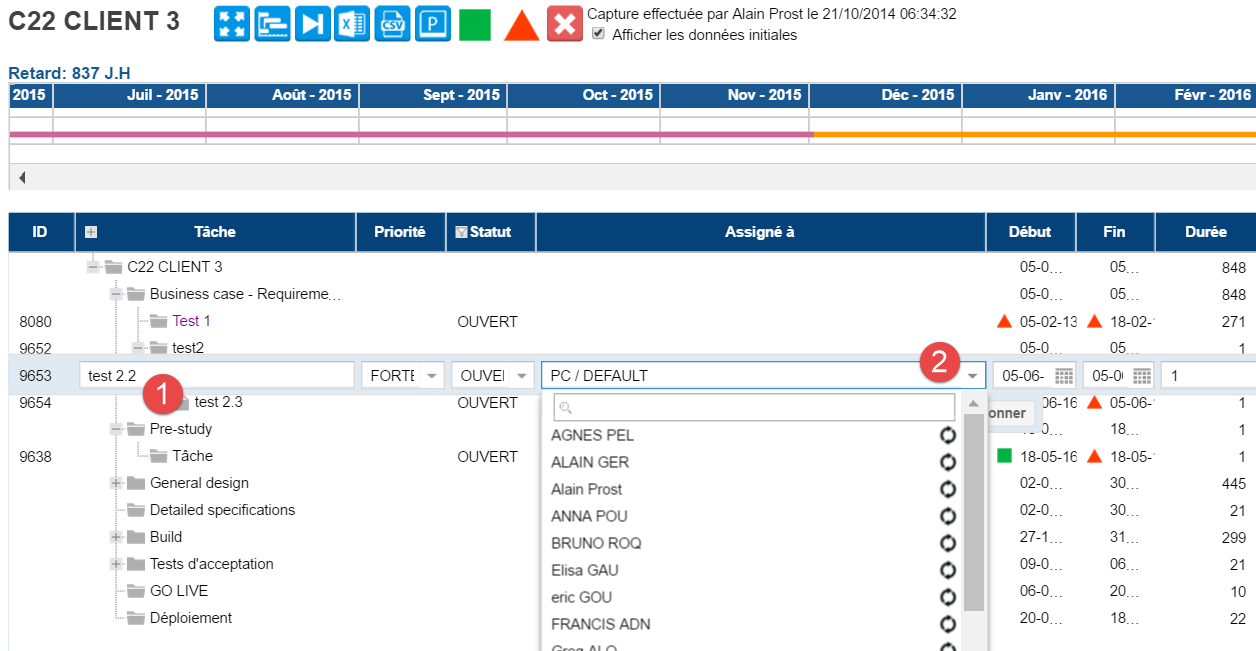 C22 CLIENT 3
X
CSV
P
Capture effectuée par Alain Prost le 21/10/2014 06:34:32
Afficher les données initiales
Retard: 837 J.H
2015 Juil - 2015 Août - 2015 Sept - 2015 Oct - 2015 Nov - 2015 Déc - 2015 Janv - 2016 Févr - 2016
ID Tâche Priorité Statut Assigné à Début Fin Durée
C22 CLIENT 3 05-0... 05... 848
Business case - Requireme... 05-0... 05... 848
8080 Test 1 OUVERT 05-02-13 18-02- 271
9652 test2 05-0... 05... 1
9653 test 2.2 FORTE OUVE PC / DEFAULT 05-06- 05-0 1
1
2
9654 test 2.3 OUVERT 06-16 05-06- 1
onner
Pre-study 18... 1
9638 Tâche OUVERT 18-05-16 18-05- 1
General design 02-0... 30... 445
Detailed specifications 02-0... 30... 21
Build 27-1... 31... 299
Tests d'acceptation 09-0... 06... 21
GO LIVE 06-0... 20... 10
Déploiement 20-0... 18... 22
AGNES PEL
ALAIN GER
Alain Prost
ANNA POU
BRUNO ROQ
Elisa GAU
eric GOU
FRANCIS ADN
Greg ALO